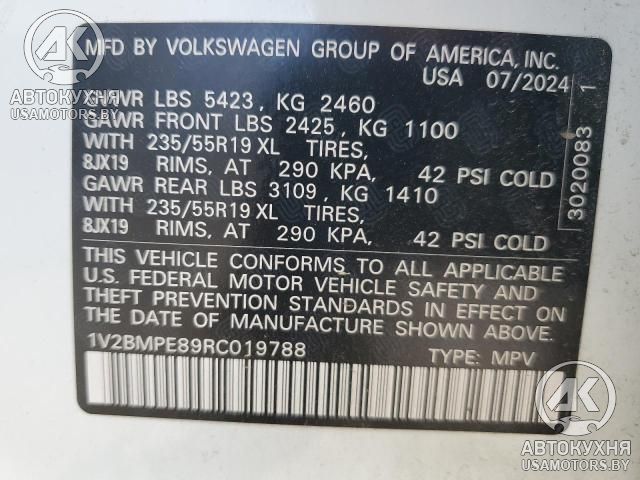 1. MFD BY VOLKSWAGEN GROUP OF AMERICA, INC.
USA 07/2024
LBS 5423, KG 2460
GAWR FRONT LBS 2425, KG 1100
WITH 235/55R19 XL TIRES,
8JX19 RIMS, AT 290 KPA, 42 PSI COLD
GAWR REAR LBS 3109, KG 1410
WITH 235/55R19 XL TIRES,
8JX19 RIMS, AT 290 KPA, 42 PSI COLD
THIS VEHICLE CONFORMS TO ALL APPLICABLE
U.S. FEDERAL MOTOR VEHICLE SAFETY AND
THEFT PREVENTION STANDARDS IN EFFECT ON
THE DATE OF MANUFACTURE SHOWN ABOVE.
1V2BMPE89RC019788 TYPE: MPV
3020083 1
АК
АВТОКУХНЯ
USAMOTORS.BY
АК
АВТОКУХНЯ
USAMOTORS.BY